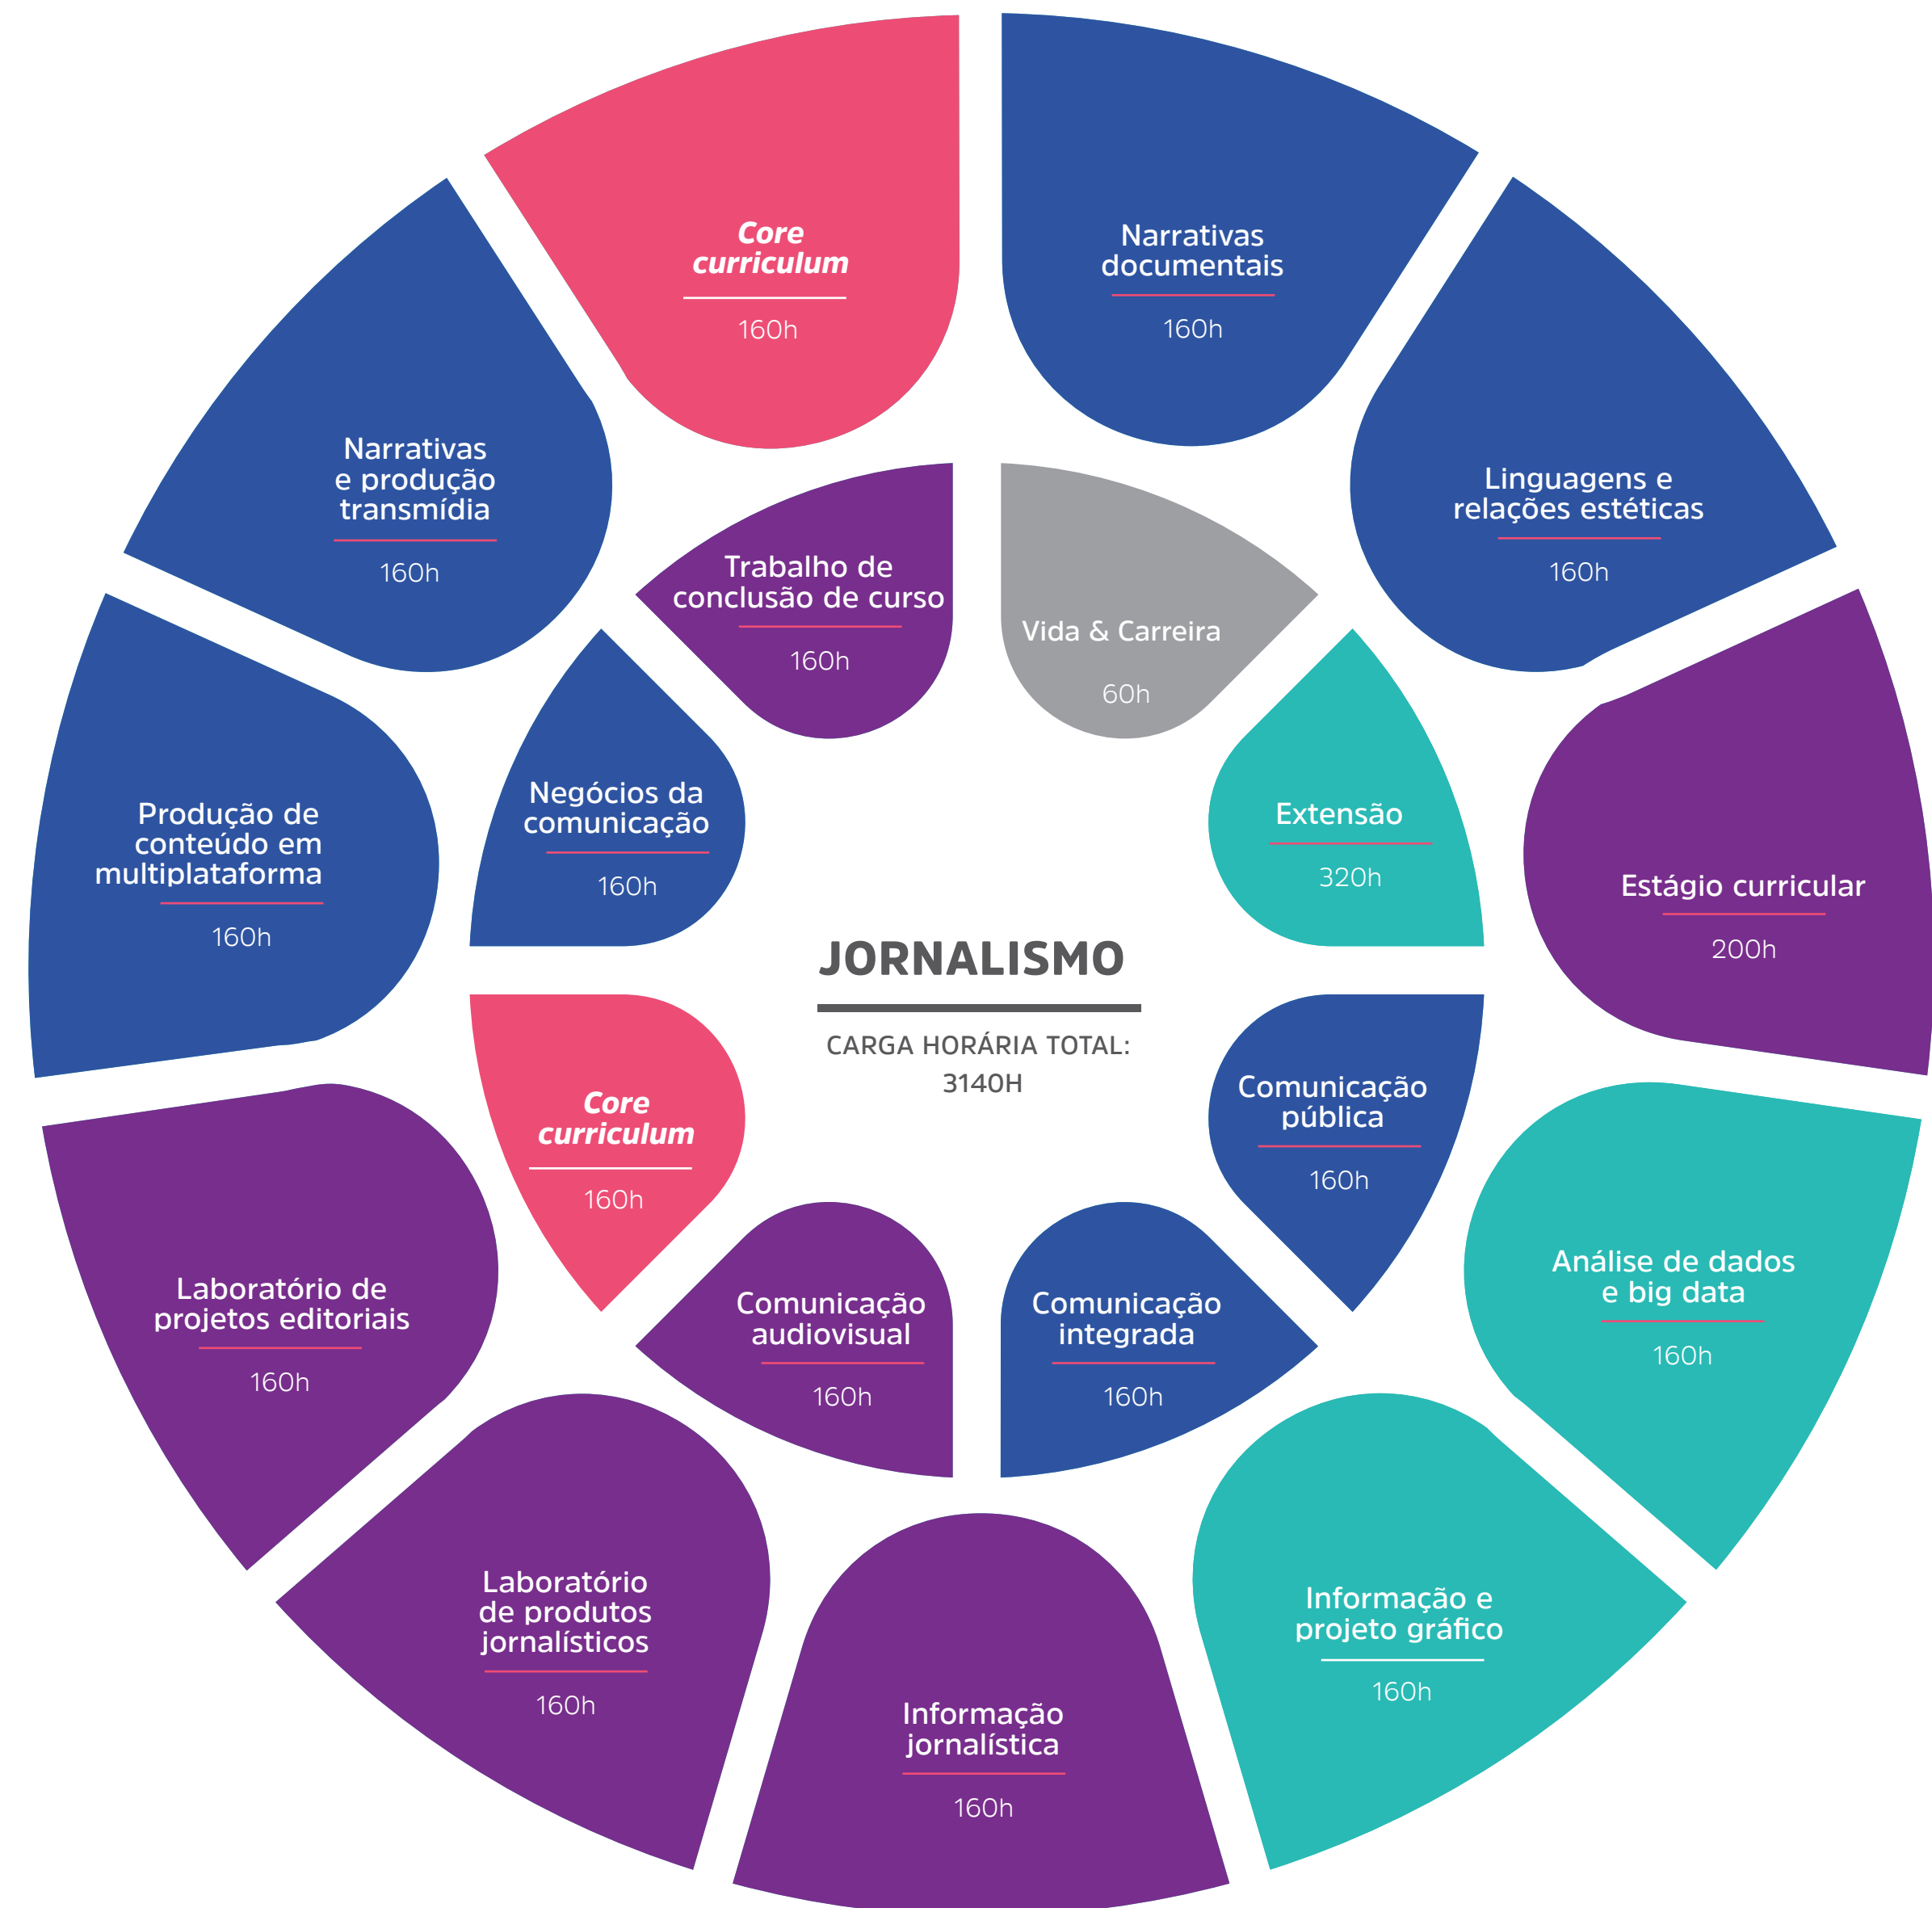 Core
curriculum
160h
Narrativas
documentais
160h
Linguagens e
relações estéticas
160h
Estágio curricular
200h
Análise de dados
e big data
160h
Informação e
projeto gráfico
160h
Informação
jornalística
160h
Laboratório
de produtos
jornalísticos
160h
Laboratório de
projetos editoriais
160h
Produção de
conteúdo em
multiplataforma
160h
Narrativas
e produção
transmídia
160h
Trabalho de
conclusão de curso
160h
Vida & Carreira
60h
Extensão
320h
Comunicação
pública
160h
Comunicação
integrada
160h
Comunicação
audiovisual
160h
Core
curriculum
160h
Negócios da
comunicação
160h
JORNALISMO
CARGA HORÁRIA TOTAL:
3140H